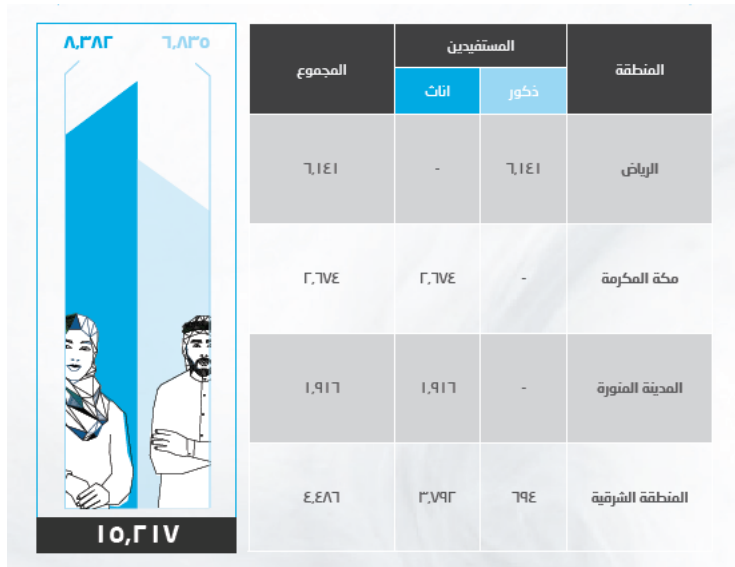 المنطقة المستفيدين المجموع
ذكور اناث
الرياض ٦,١٤١ - ٦,١٤١
مكة المكرمة - ٢,٦٧٤ ٢,٦٧٤
المدينة المنورة - ١,٩١٦ ١,٩١٦
المنطقة الشرقية ٦٩٤ ٣,٧٩٢ ٤,٤٨٦
٦,٨٣٥ ٨,٣٨٢
١٥,٢١٧